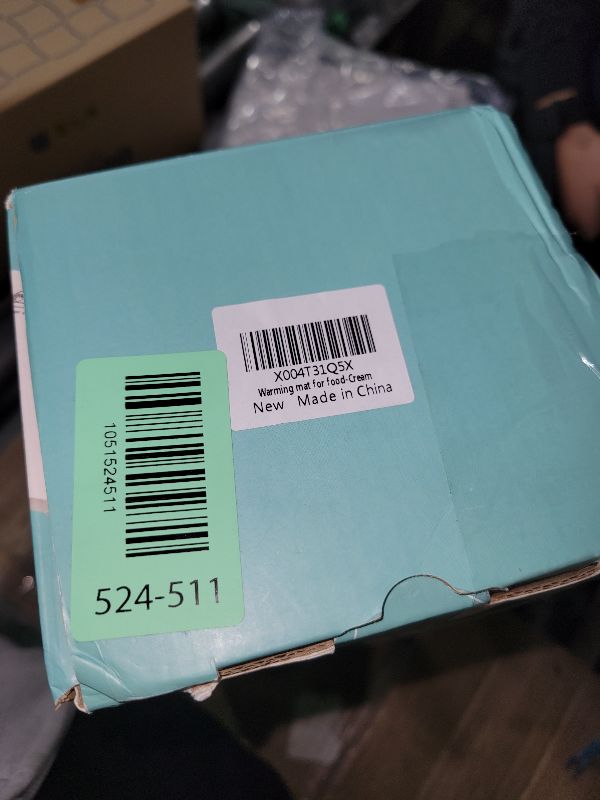 X004T31Q5X
Warming mat for food-Cream
New Made in China
1051524511
524-511